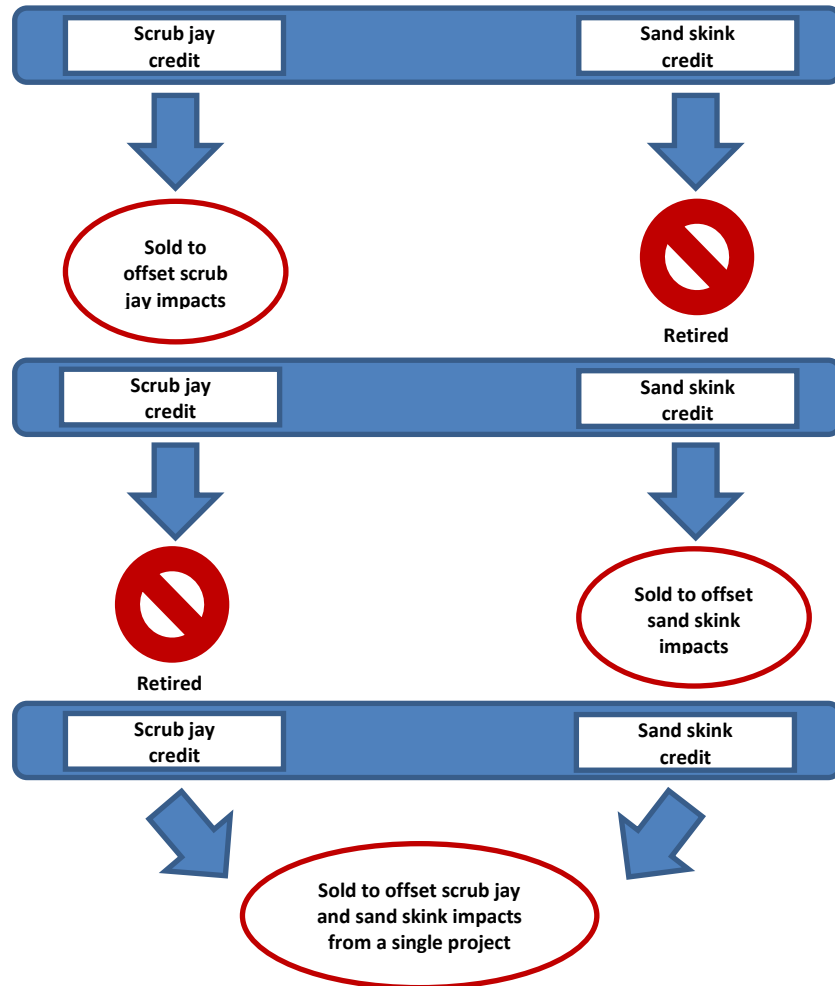 Scrub jay
credit
Sand skink
credit
Sold to
offset scrub
jay impacts
Retired
Scrub jay
credit
Sand skink
credit
Retired
Sold to offset
sand skink
impacts
Scrub jay
credit
Sand skink
credit
Sold to offset scrub jay
and sand skink impacts
from a single project